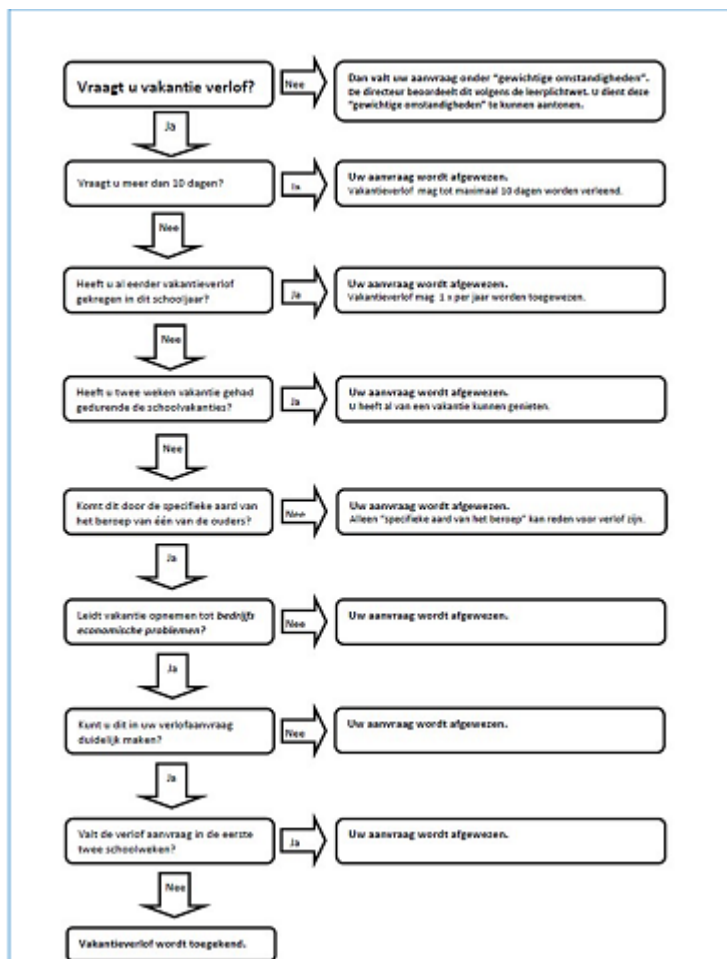 Vraagt u vakantie verlof?
Nee
Dan valt uw aanvraag onder "gewichtige omstandigheden".
De directeur beoordeelt dit volgens de leerplichtwet. U dient deze
"gewichtige omstandigheden" te kunnen aantonen.
Ja
Vraagt u meer dan 10 dagen?
Ja
Uw aanvraag wordt afgewezen.
Vakantieverlof mag tot maximaal 10 dagen worden verleend.
Nee
Heeft u al eerder vakantieverlof
gekregen in dit schooljaar?
Ja
Uw aanvraag wordt afgewezen.
Vakantieverlof mag 1 x per jaar worden toegewezen.
Nee
Heeft u twee weken vakantie gehad
gedurende de schoolvakanties?
Ja
Uw aanvraag wordt afgewezen.
U heeft al van een vakantie kunnen genieten.
Nee
Komt dit door de specifieke aard van
het beroep van één van de ouders?
Nee
Uw aanvraag wordt afgewezen.
Alleen "specifieke aard van het beroep" kan reden voor verlof zijn.
Ja
Leidt vakantie opnemen tot bedrijfs
economische problemen?
Nee
Uw aanvraag wordt afgewezen.
Ja
Kunt u dit in uw verlofaanvraag
duidelijk maken?
Nee
Uw aanvraag wordt afgewezen.
Ja
Valt de verlof aanvraag in de eerste
twee schoolweken?
Ja
Uw aanvraag wordt afgewezen.
Nee
Vakantieverlof wordt toegekend.